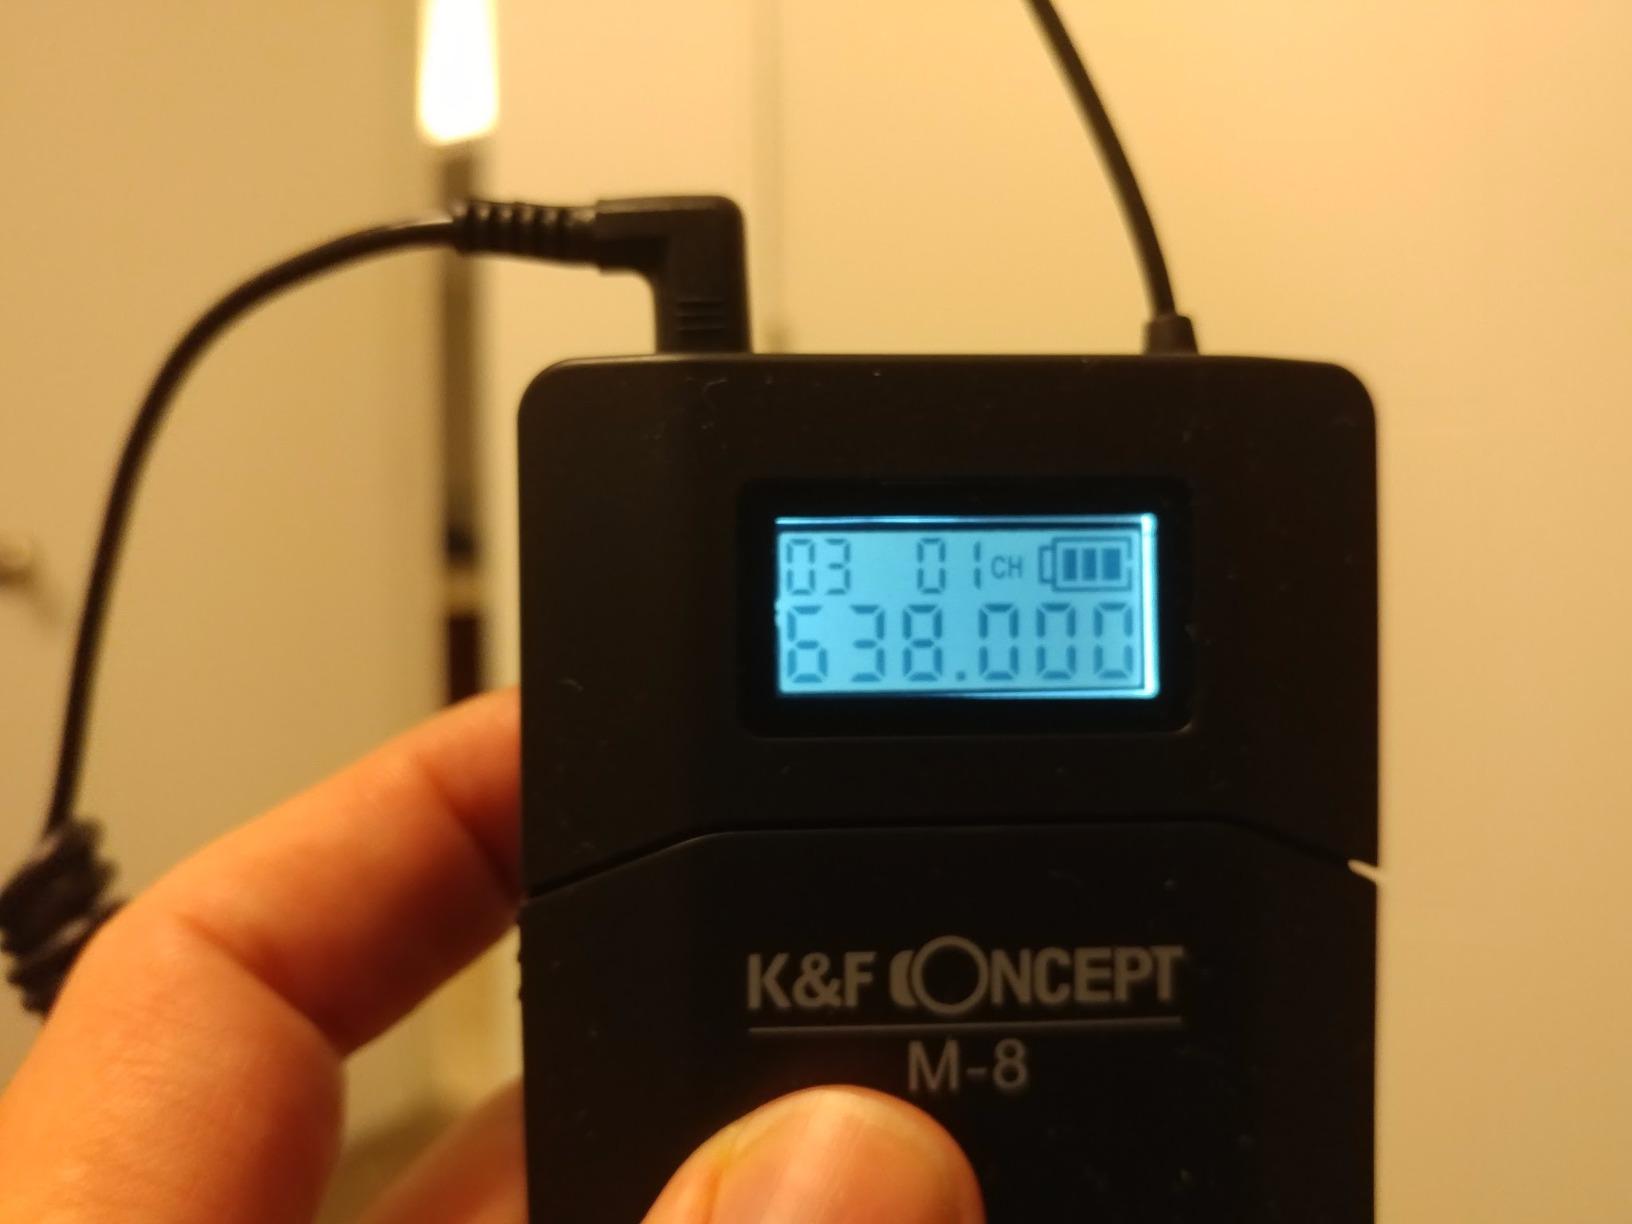 03 01 CH
638.000
K&F CONCEPT
M-8